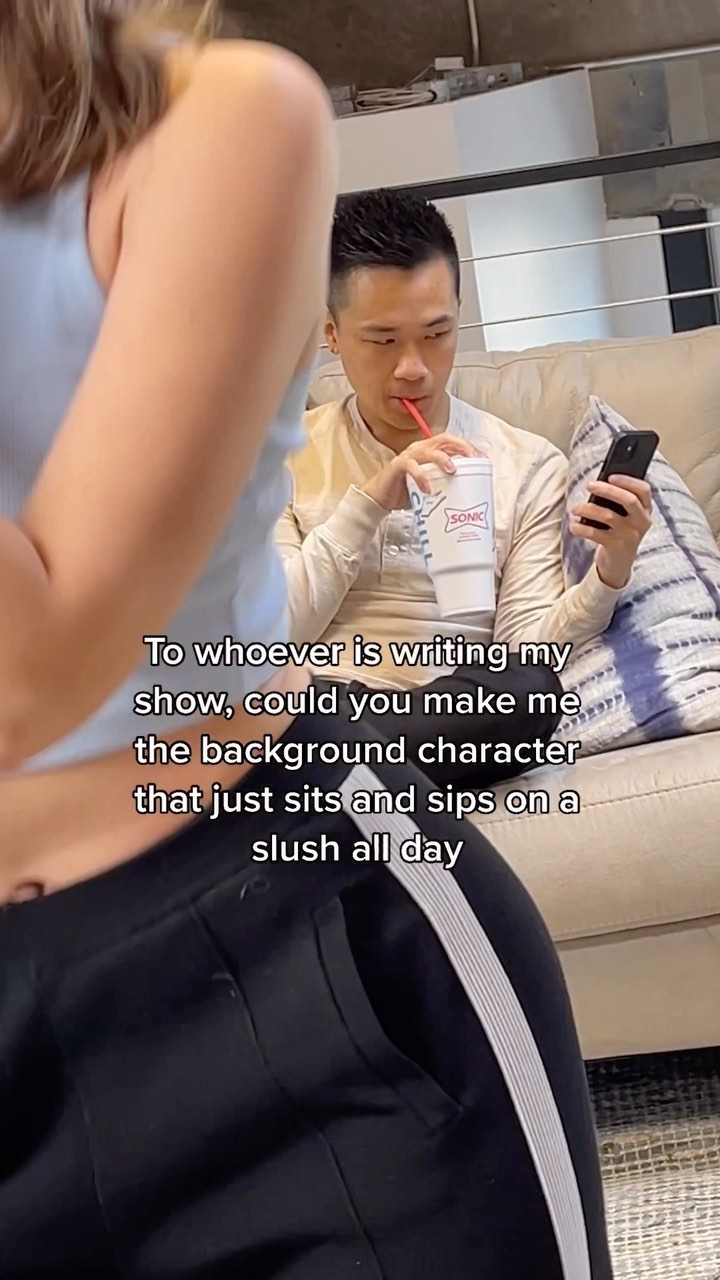 SONIC
To whoever is writing my
show, could you make me
the background character
that just sits and sips on a
slush all day